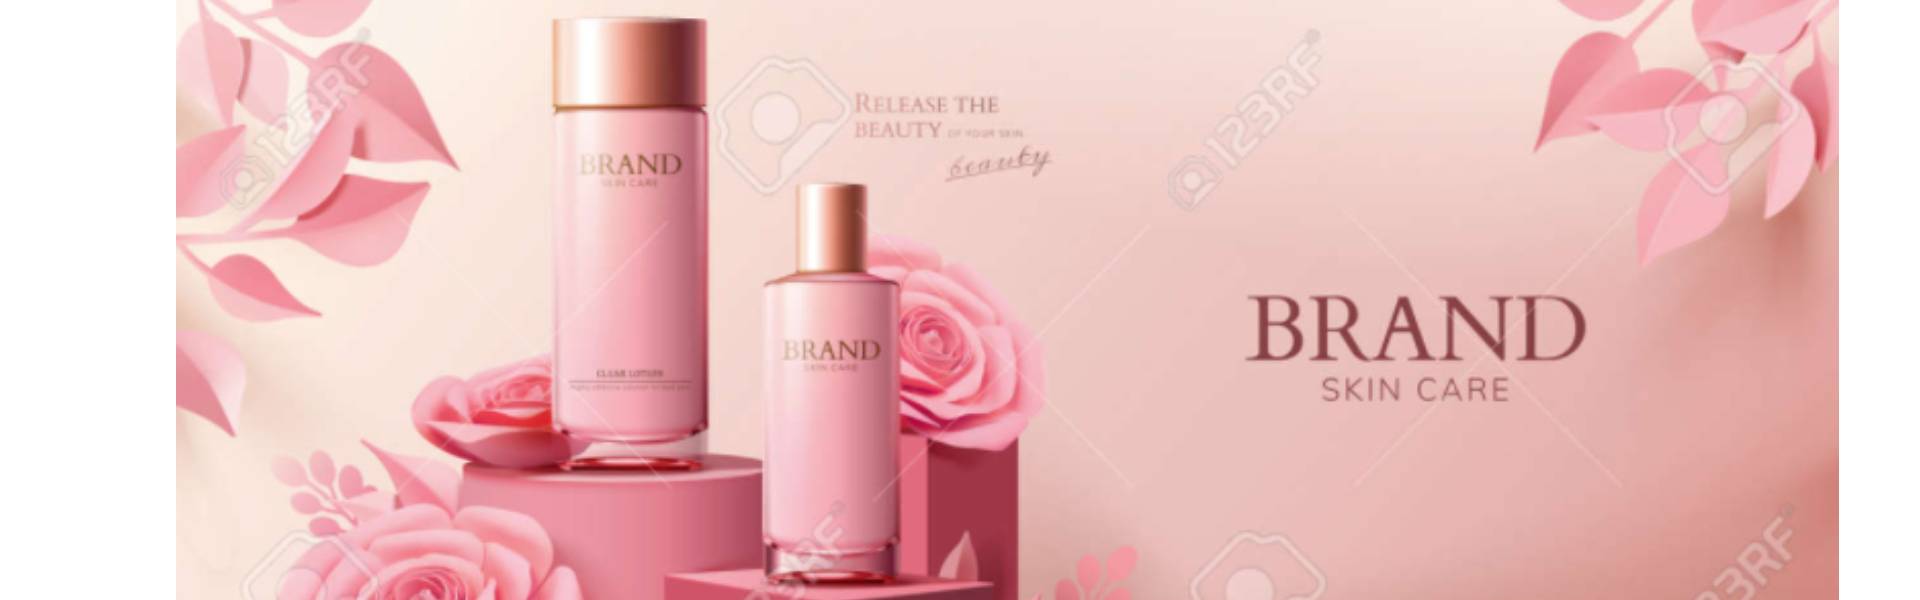 BRAND
SKIN CARE
CLEAR LOTION
RELEASE THE
BEAUTY OF YOUR SKIN
beauty
BRAND
SKIN CARE
BRAND
SKIN CARE
123RF
123RF
123RF
123RF
123RF